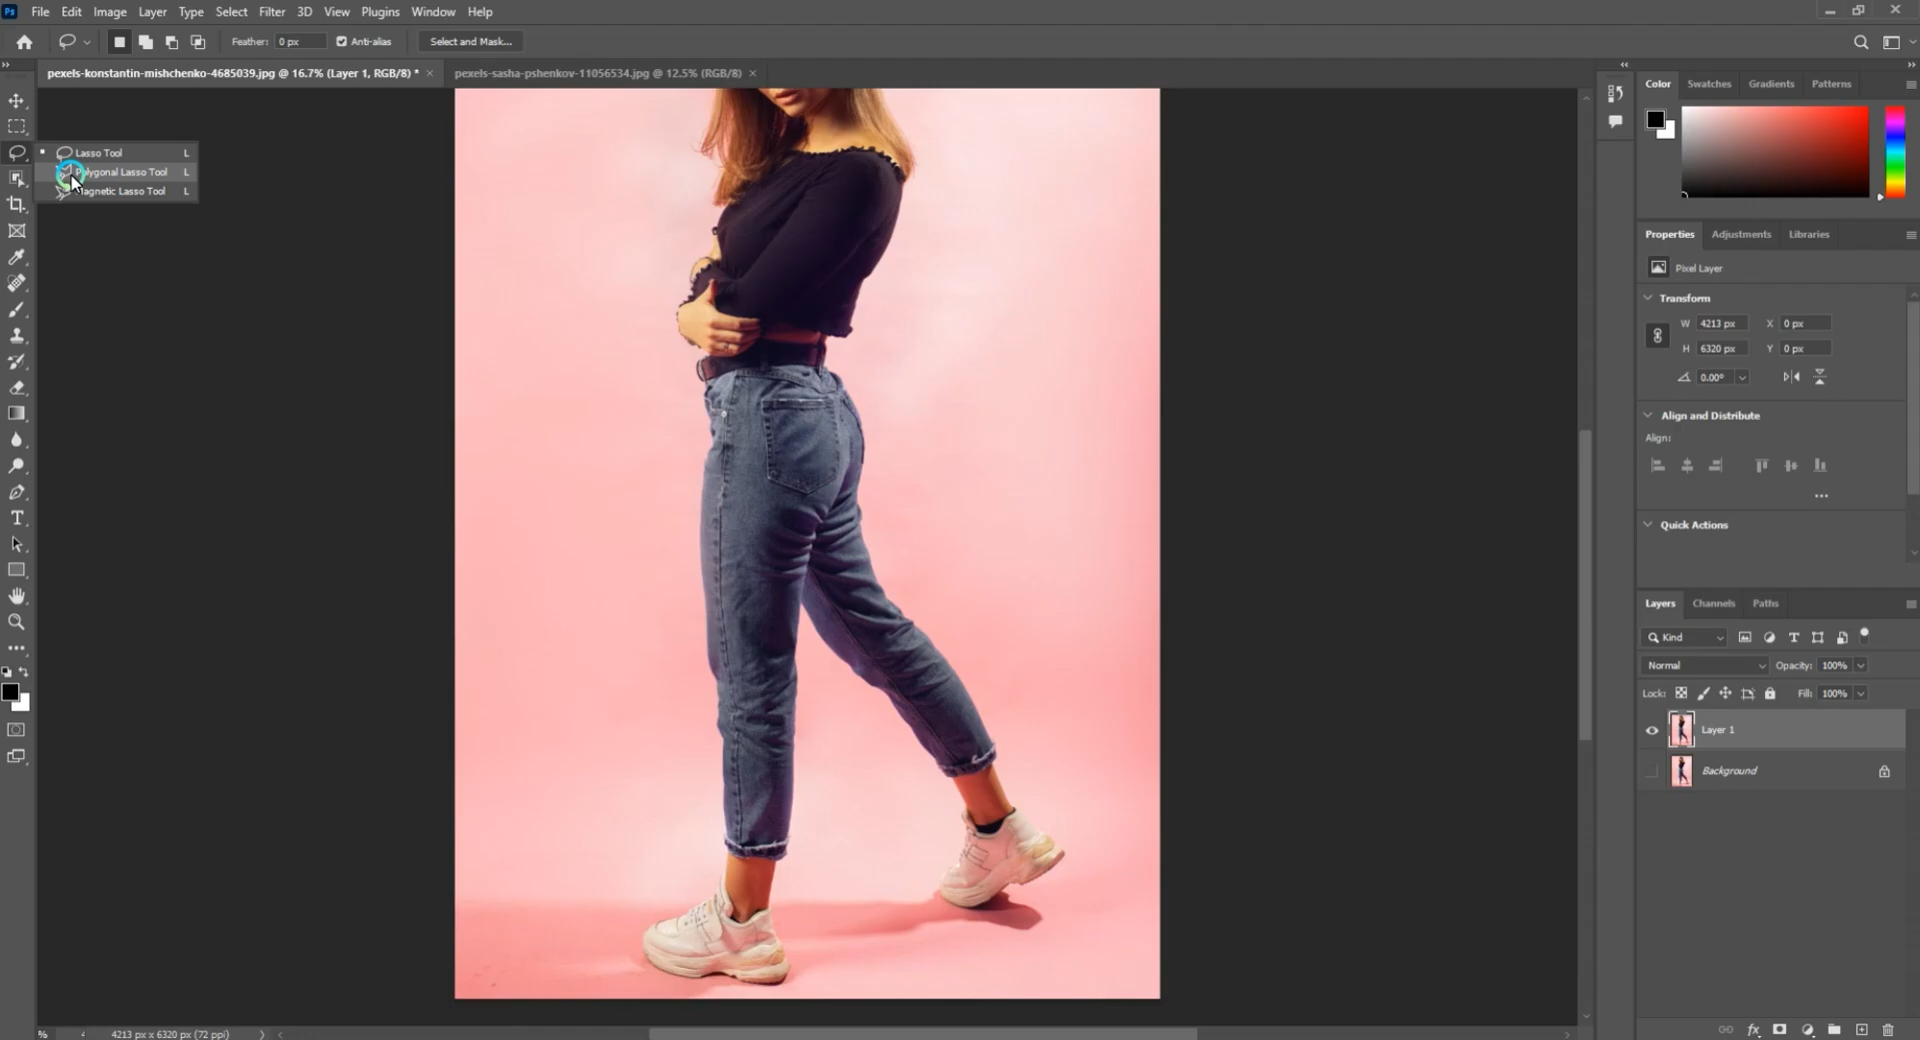 Ps File Edit Image Layer Type Select Filter 3D View Plugins Window Help
Feather: 0 px Anti-alias Select and Mask...
pexels-konstantin-mishchenko-4685039.jpg @ 16.7% (Layer 1, RGB/8) *
pexels-sasha-pshenkov-11056534.jpg @ 12.5% (RGB/8)
Lasso Tool L
Polygonal Lasso Tool L
Magnetic Lasso Tool L
Color Swatches Gradients Patterns
Properties Adjustments Libraries
Pixel Layer
Transform
W 4213 px X 0 px
H 6320 px Y 0 px
0.00°
Align and Distribute
Align:
Quick Actions
Layers Channels Paths
Kind
Normal Opacity: 100%
Lock: Fill: 100%
Layer 1
Background
% 4213 px x 6320 px (72 ppi)